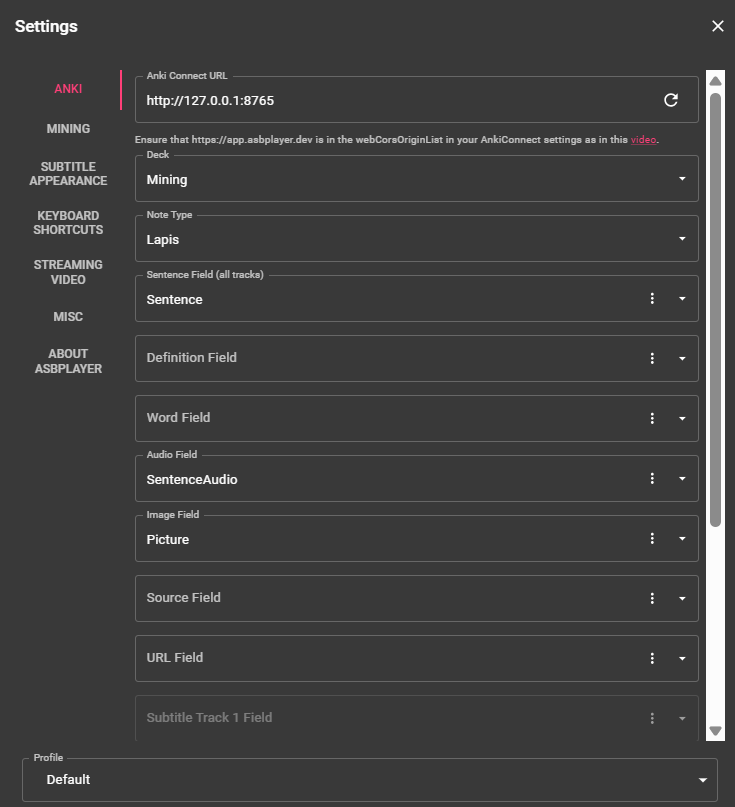 Settings
ANKI
MINING
SUBTITLE
APPEARANCE
KEYBOARD
SHORTCUTS
STREAMING
VIDEO
MISC
ABOUT
ASBPLAYER
Anki Connect URL
http://127.0.0.1:8765
Ensure that https://app.asbplayer.dev is in the webCorsOriginList in your AnkiConnect settings as in this video.
Deck
Mining
Note Type
Lapis
Sentence Field (all tracks)
Sentence
Definition Field
Word Field
Audio Field
SentenceAudio
Image Field
Picture
Source Field
URL Field
Subtitle Track 1 Field
Profile
Default